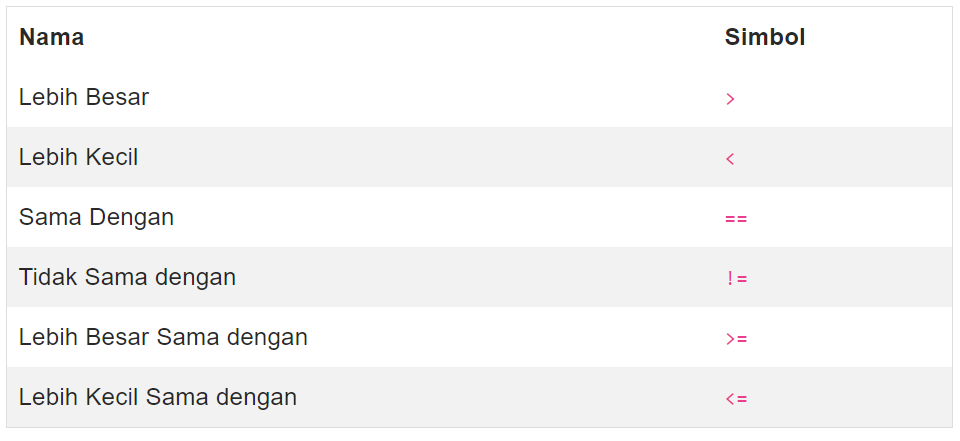 Nama Simbol
Lebih Besar >
Lebih Kecil <
Sama Dengan ==
Tidak Sama dengan !=
Lebih Besar Sama dengan >=
Lebih Kecil Sama dengan <=